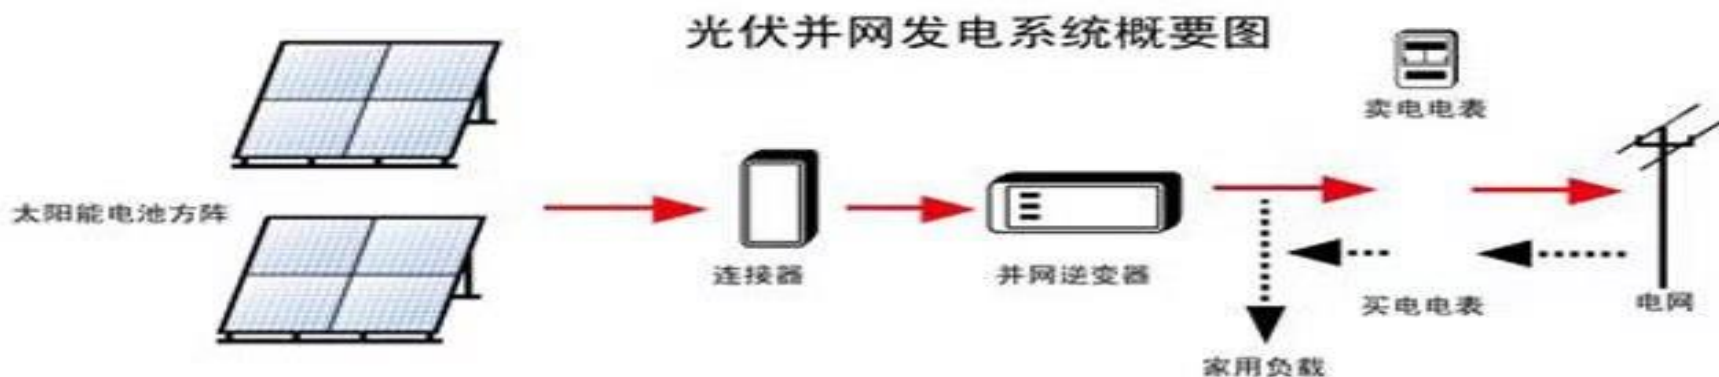 光伏并网发电系统概要图
卖电电表
太阳能电池方阵
连接器
并网逆变器
买电电表
电网
家用负载